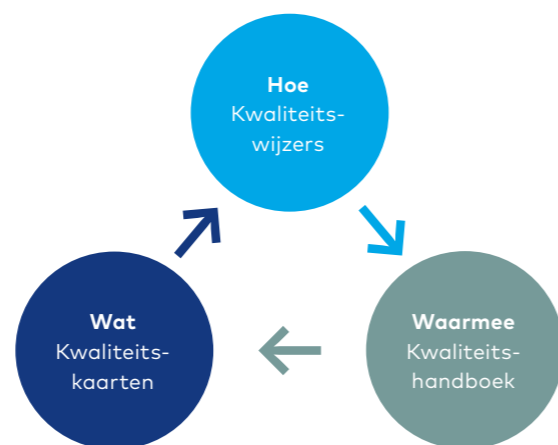 Hoe
Kwaliteits-
wijzers
Wat
Kwaliteits-
kaarten
Waarmee
Kwaliteits-
handboek